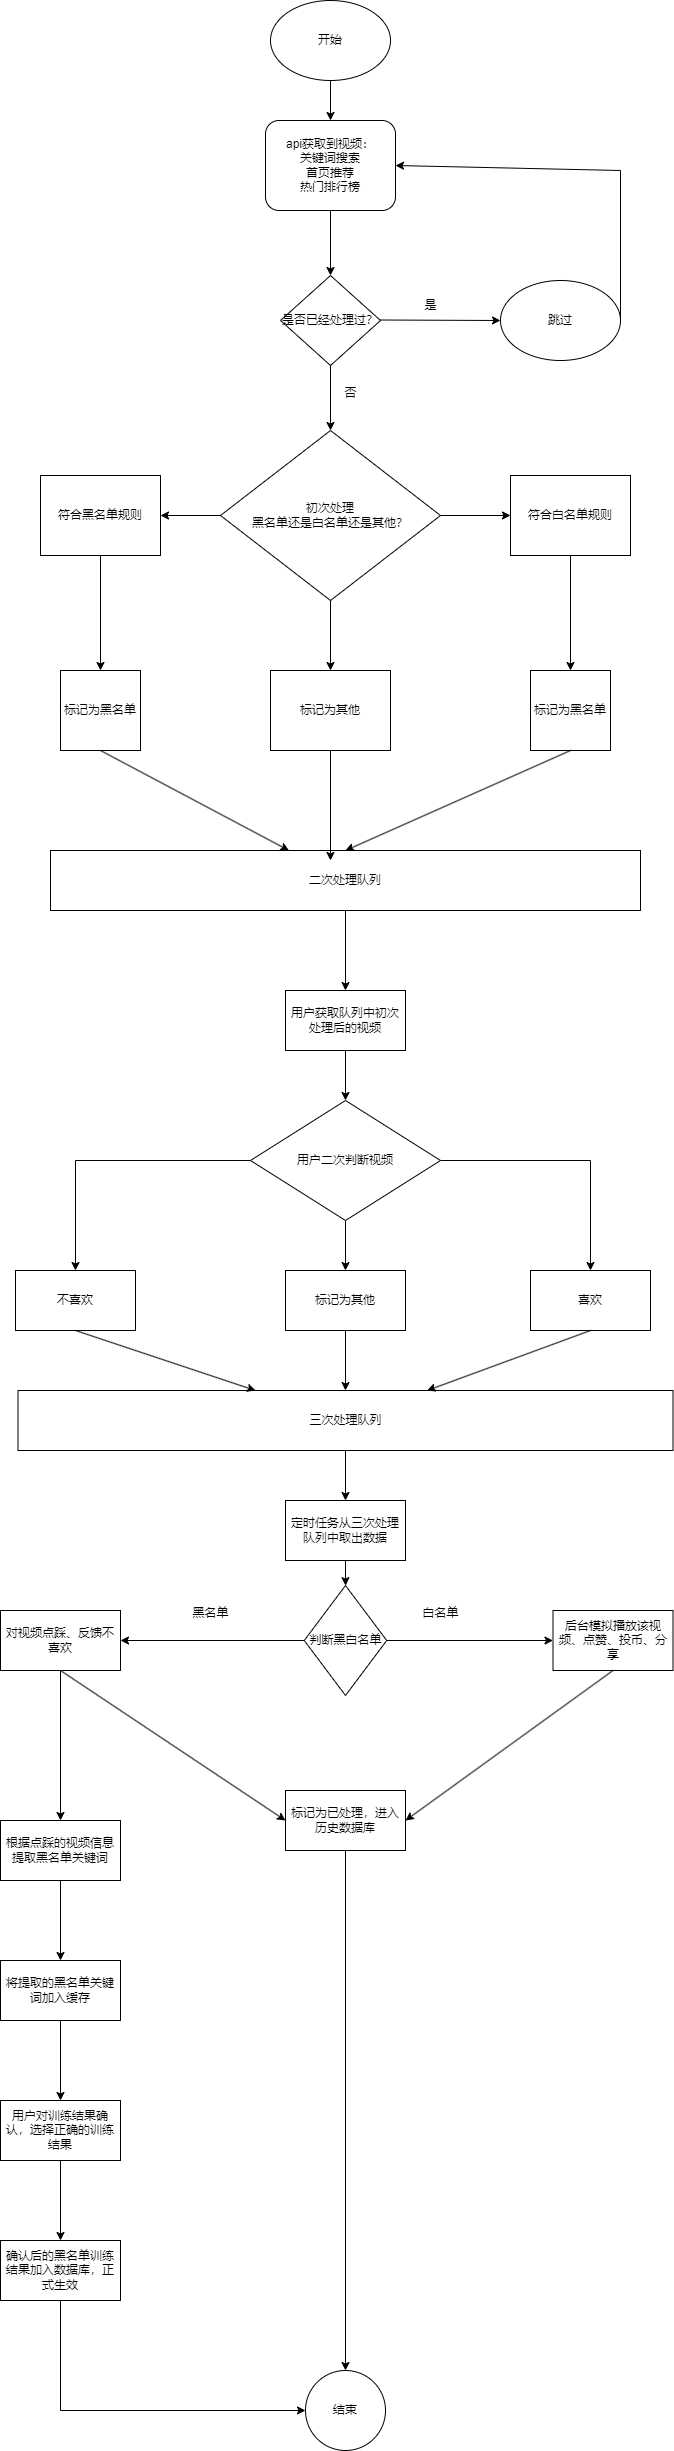 开始
api获取到视频：
关键词搜索
首页推荐
热门排行榜
是否已经处理过？
是
跳过
否
初次处理
黑名单还是白名单还是其他？
符合黑名单规则
符合白名单规则
标记为黑名单
标记为其他
标记为黑名单
二次处理队列
用户获取队列中初次
处理后的视频
用户二次判断视频
不喜欢
标记为其他
喜欢
三次处理队列
定时任务从三次处理
队列中取出数据
黑名单
白名单
对视频点踩、反馈不
喜欢
判断黑白名单
后台模拟播放该视
频、点赞、投币、分
享
标记为已处理，进入
历史数据库
根据点踩的视频信息
提取黑名单关键词
将提取的黑名单关键
词加入缓存
用户对训练结果确
认，选择正确的训练
结果
确认后的黑名单训练
结果加入数据库，正
式生效
结束